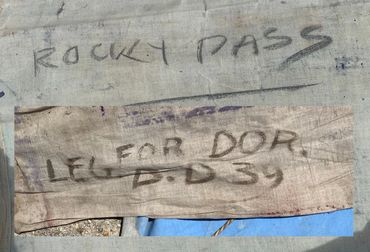 ROCKY PASS
FOR DOR.
LEG D.D 39